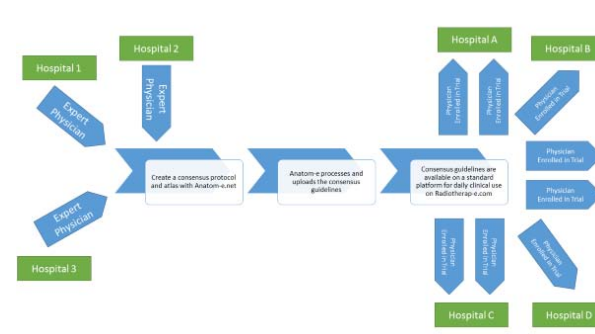 Hospital 1
Expert
Physician
Hospital 2
Expert
Physician
Expert
Physician
Hospital 3
Create a consensus protocol
and atlas with Anatom-e.net
Anatom-e processes and
uploads the consensus
guidelines
Consensus guidelines are
available on a standard
platform for daily clinical use
on Radiotherap-e.com
Hospital A
Physician
Enrolled in Trial
Physician
Enrolled in Trial
Hospital B
Physician
Enrolled in Trial
Physician
Enrolled in Trial
Physician
Enrolled in Trial
Physician
Enrolled in Trial
Physician
Enrolled in Trial
Physician
Enrolled in Trial
Hospital C
Hospital D